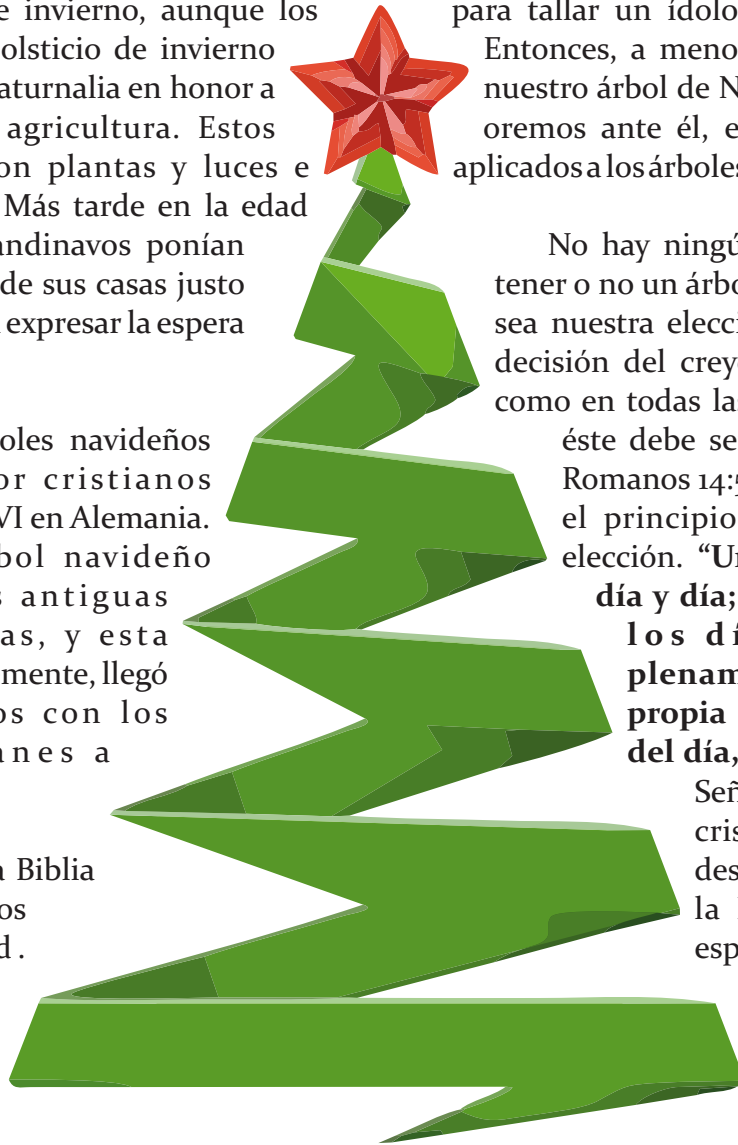 e invierno, aunque los
olsticio de invierno
aturnalia en honor a
agricultura. Estos
on plantas y luces e
Más tarde en la edad
andinavos ponían
de sus casas justo
expresar la espera
oles navideños
or cristianos
VI en Alemania.
bol navideño
s antiguas
as, y esta
mente, llegó
os con los
anes a
a Biblia
os
d.
para tallar un ídolo
Entonces, a meno
nuestro árbol de N
oremos ante él, e
aplicados a los árboles
No hay ningú
tener o no un árbo
sea nuestra elecci
decisión del crey
como en todas la
éste debe se
Romanos 14:5
el principio
elección. “Un
día y día;
los dí
plenam
propia
del día,
Señ
cris
des
la
esp